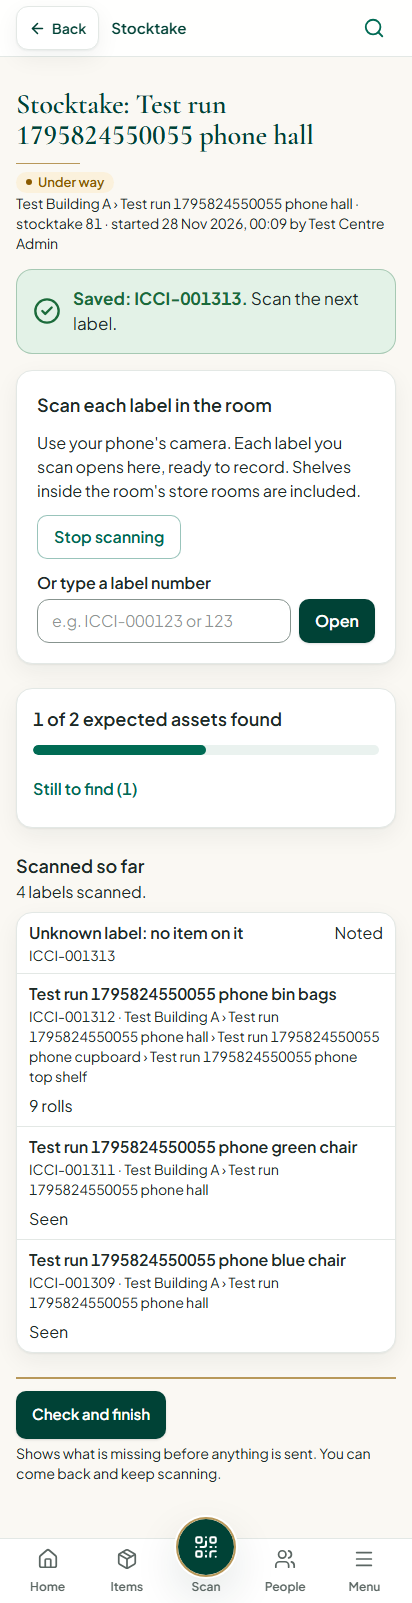 Back
Stocktake
Stocktake: Test run
1795824550055 phone hall
Under way
Test Building A › Test run 1795824550055 phone hall ·
stocktake 81 · started 28 Nov 2026, 00:09 by Test Centre
Admin
Saved: ICCI-001313. Scan the next
label.
Scan each label in the room
Use your phone's camera. Each label you
scan opens here, ready to record. Shelves
inside the room's store rooms are included.
Stop scanning
Or type a label number
e.g. ICCI-000123 or 123
Open
1 of 2 expected assets found
Still to find (1)
Scanned so far
4 labels scanned.
Unknown label: no item on it
Noted
ICCI-001313
Test run 1795824550055 phone bin bags
ICCI-001312 · Test Building A › Test run
1795824550055 phone hall › Test run 1795824550055
phone cupboard › Test run 1795824550055 phone
top shelf
9 rolls
Test run 1795824550055 phone green chair
ICCI-001311 · Test Building A › Test run
1795824550055 phone hall
Seen
Test run 1795824550055 phone blue chair
ICCI-001309 · Test Building A › Test run
1795824550055 phone hall
Seen
Check and finish
Shows what is missing before anything is sent. You can
come back and keep scanning.
Home
Items
Scan
People
Menu